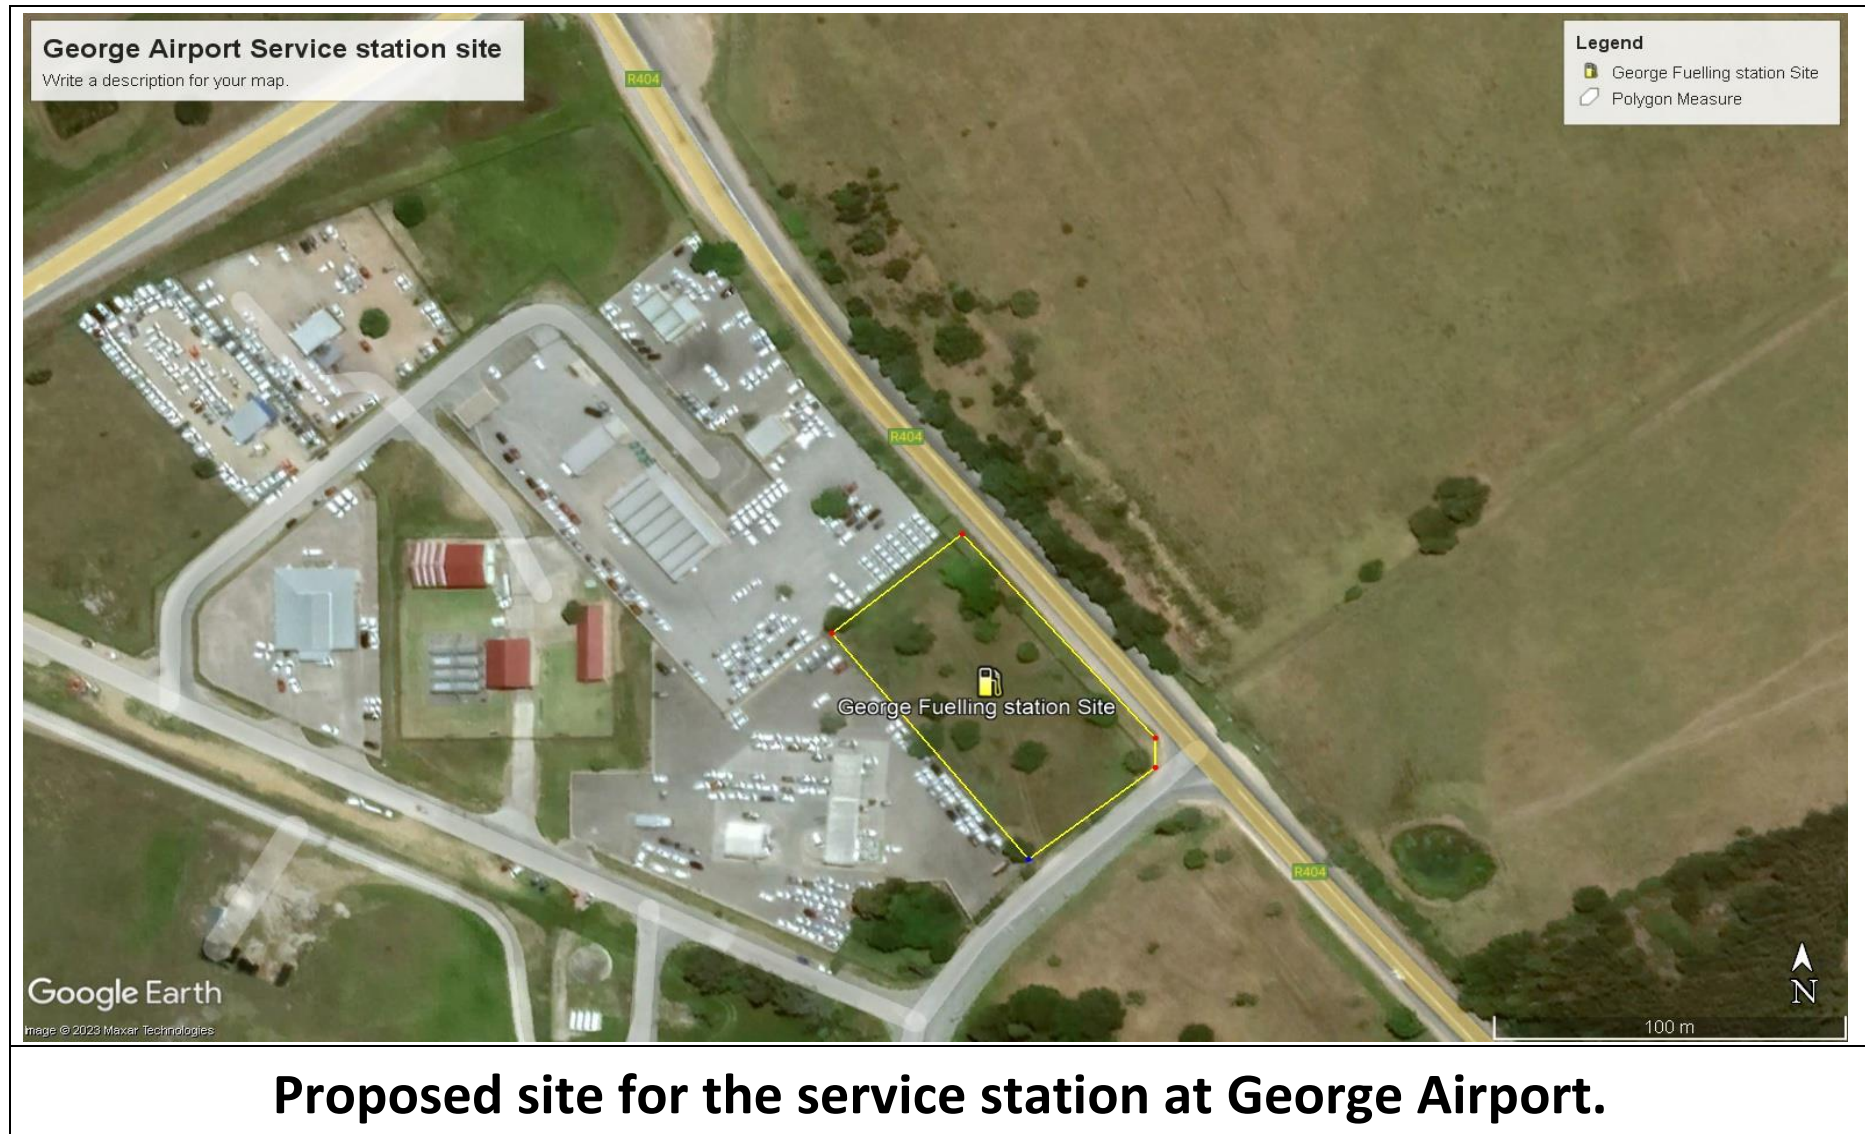 George Airport Service station site
Write a description for your map.
Legend
George Fuelling station Site
Polygon Measure
R404
R404
George Fuelling station Site
R404
N
100 m
Google Earth
Image © 2023 Maxar Technologies
Proposed site for the service station at George Airport.